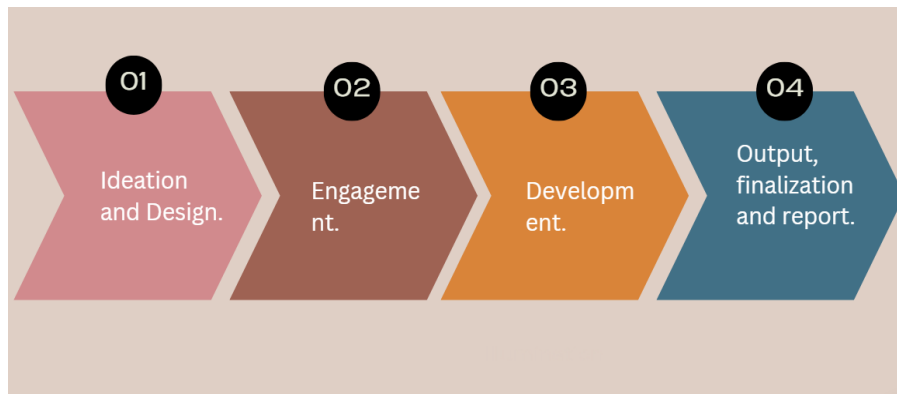 01
Ideation
and Design.
02
Engageme
nt.
03
Developm
ent.
04
Output,
finalization
and report.